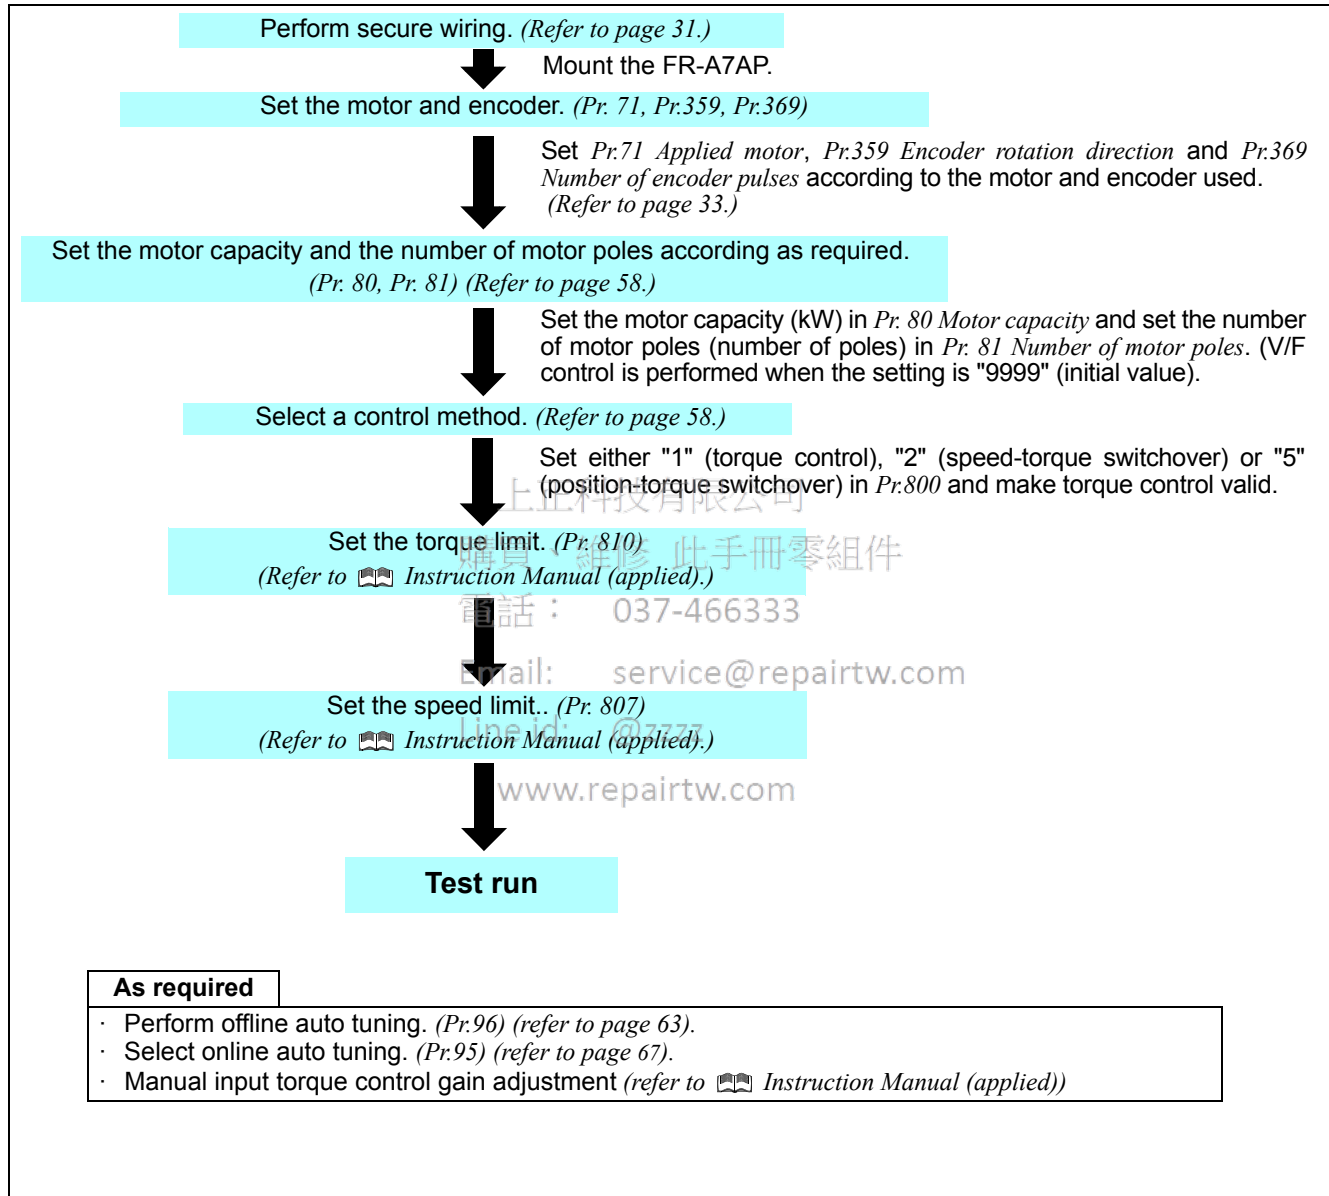 Perform secure wiring. (Refer to page 31.)
Mount the FR-A7AP.
Set the motor and encoder. (Pr. 71, Pr.359, Pr.369)
Set Pr.71 Applied motor, Pr.359 Encoder rotation direction and Pr.369
Number of encoder pulses according to the motor and encoder used.
(Refer to page 33.)
Set the motor capacity and the number of motor poles according as required.
(Pr. 80, Pr. 81) (Refer to page 58.)
Set the motor capacity (kW) in Pr. 80 Motor capacity and set the number
of motor poles (number of poles) in Pr. 81 Number of motor poles. (V/F
control is performed when the setting is "9999" (initial value).
Select a control method. (Refer to page 58.)
Set either "1" (torque control), "2" (speed-torque switchover) or "5"
(position-torque switchover) in Pr.800 and make torque control valid.
上正科技有限公司
Set the torque limit. (Pr. 810)
購買、維修 此手冊零組件
(Refer to Instruction Manual (applied).)
電話： 037-466333
Email: service@repairtw.com
Set the speed limit.. (Pr. 807)
Line id: @zzzz
(Refer to Instruction Manual (applied).)
www.repairtw.com
Test run
As required
· Perform offline auto tuning. (Pr.96) (refer to page 63).
· Select online auto tuning. (Pr.95) (refer to page 67).
· Manual input torque control gain adjustment (refer to Instruction Manual (applied))